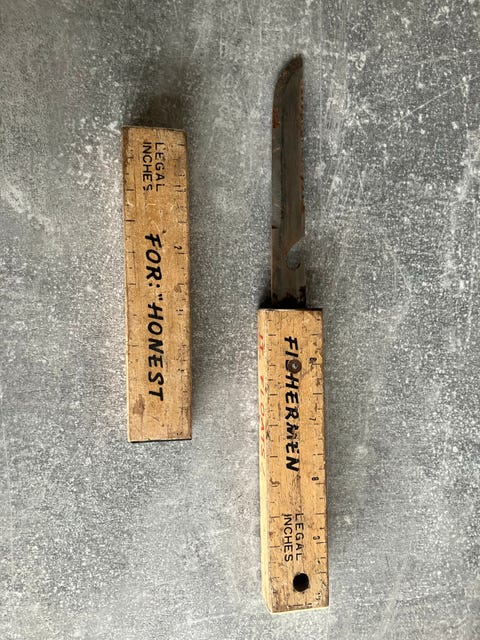 LEGAL
INCHES
FOR: "HONEST
FISHERMEN
LEGAL
INCHES